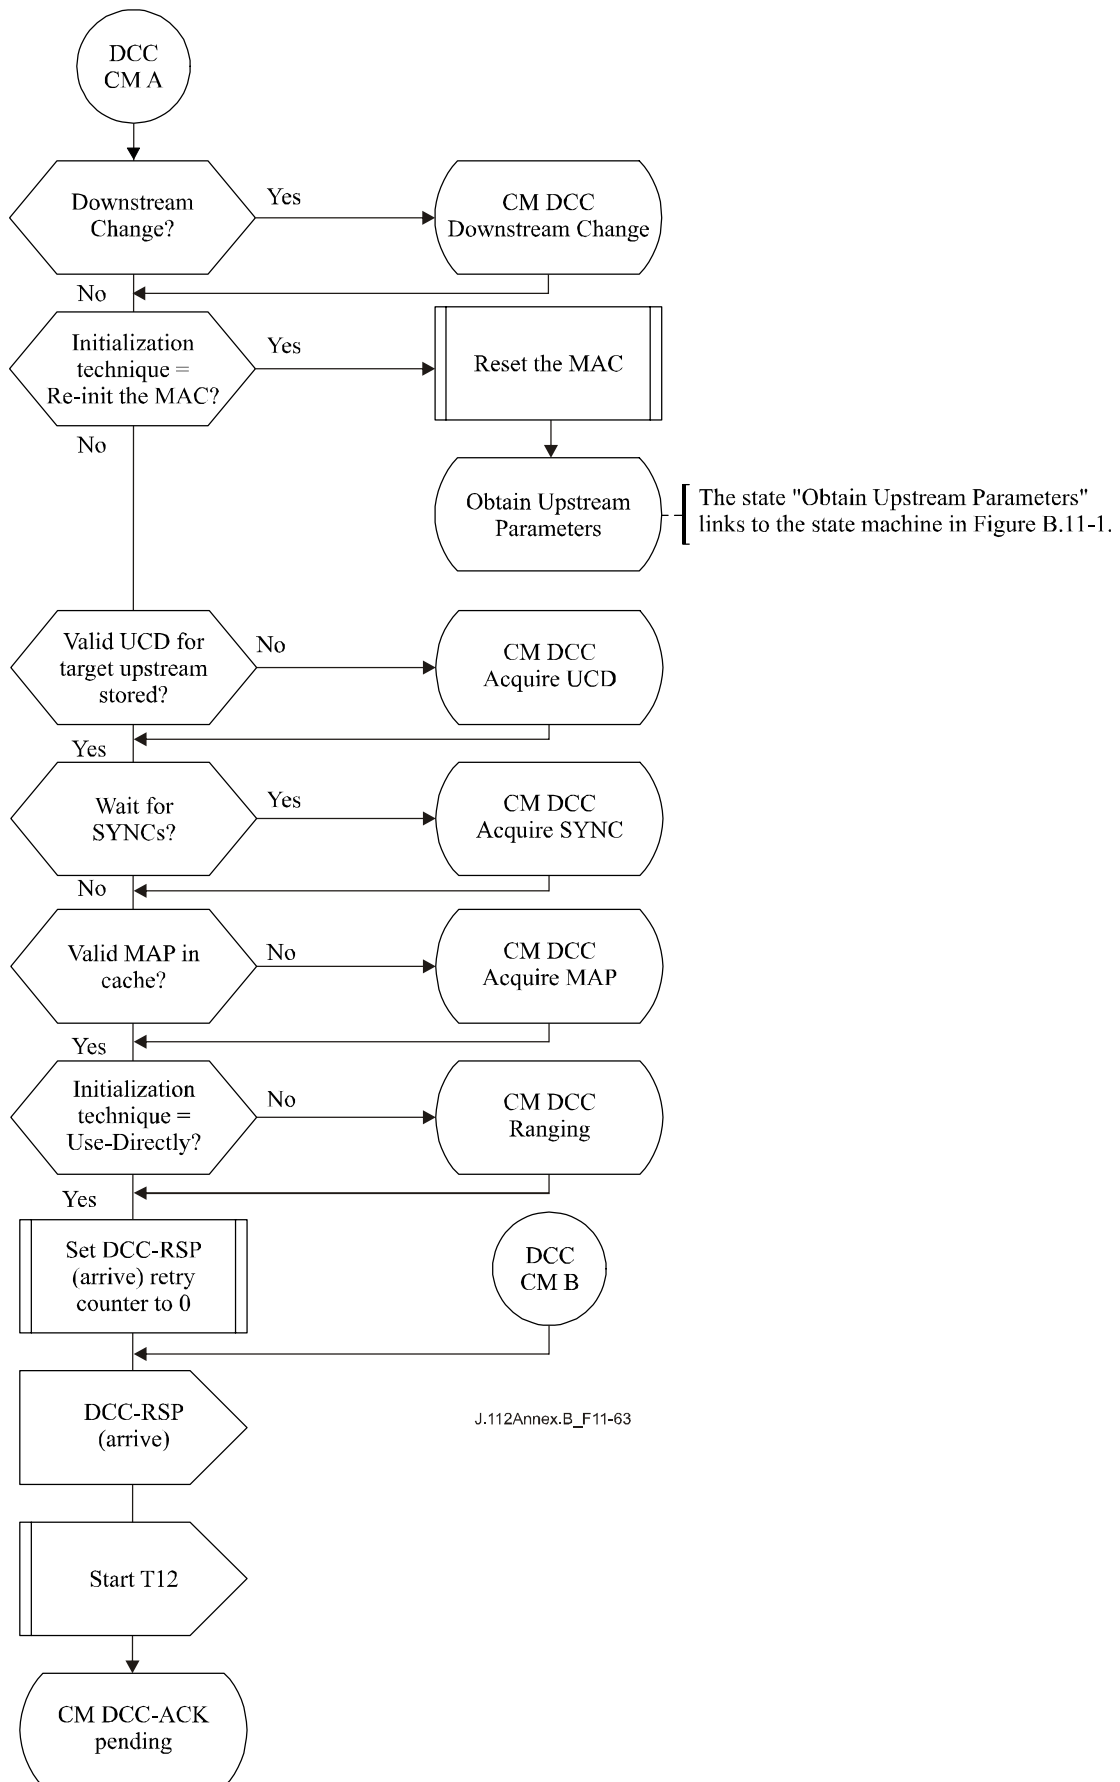 DCC
CM A
Downstream
Change?
Yes
CM DCC
Downstream Change
No
Initialization
technique =
Re-init the MAC?
Yes
Reset the MAC
No
Obtain Upstream
Parameters
The state "Obtain Upstream Parameters"
links to the state machine in Figure B.11-1.
Valid UCD for
target upstream
stored?
No
CM DCC
Acquire UCD
Yes
Wait for
SYNCs?
Yes
CM DCC
Acquire SYNC
No
Valid MAP in
cache?
No
CM DCC
Acquire MAP
Yes
Initialization
technique =
Use-Directly?
No
CM DCC
Ranging
Yes
Set DCC-RSP
(arrive) retry
counter to 0
DCC
CM B
DCC-RSP
(arrive)
J.112Annex.B_F11-63
Start T12
CM DCC-ACK
pending